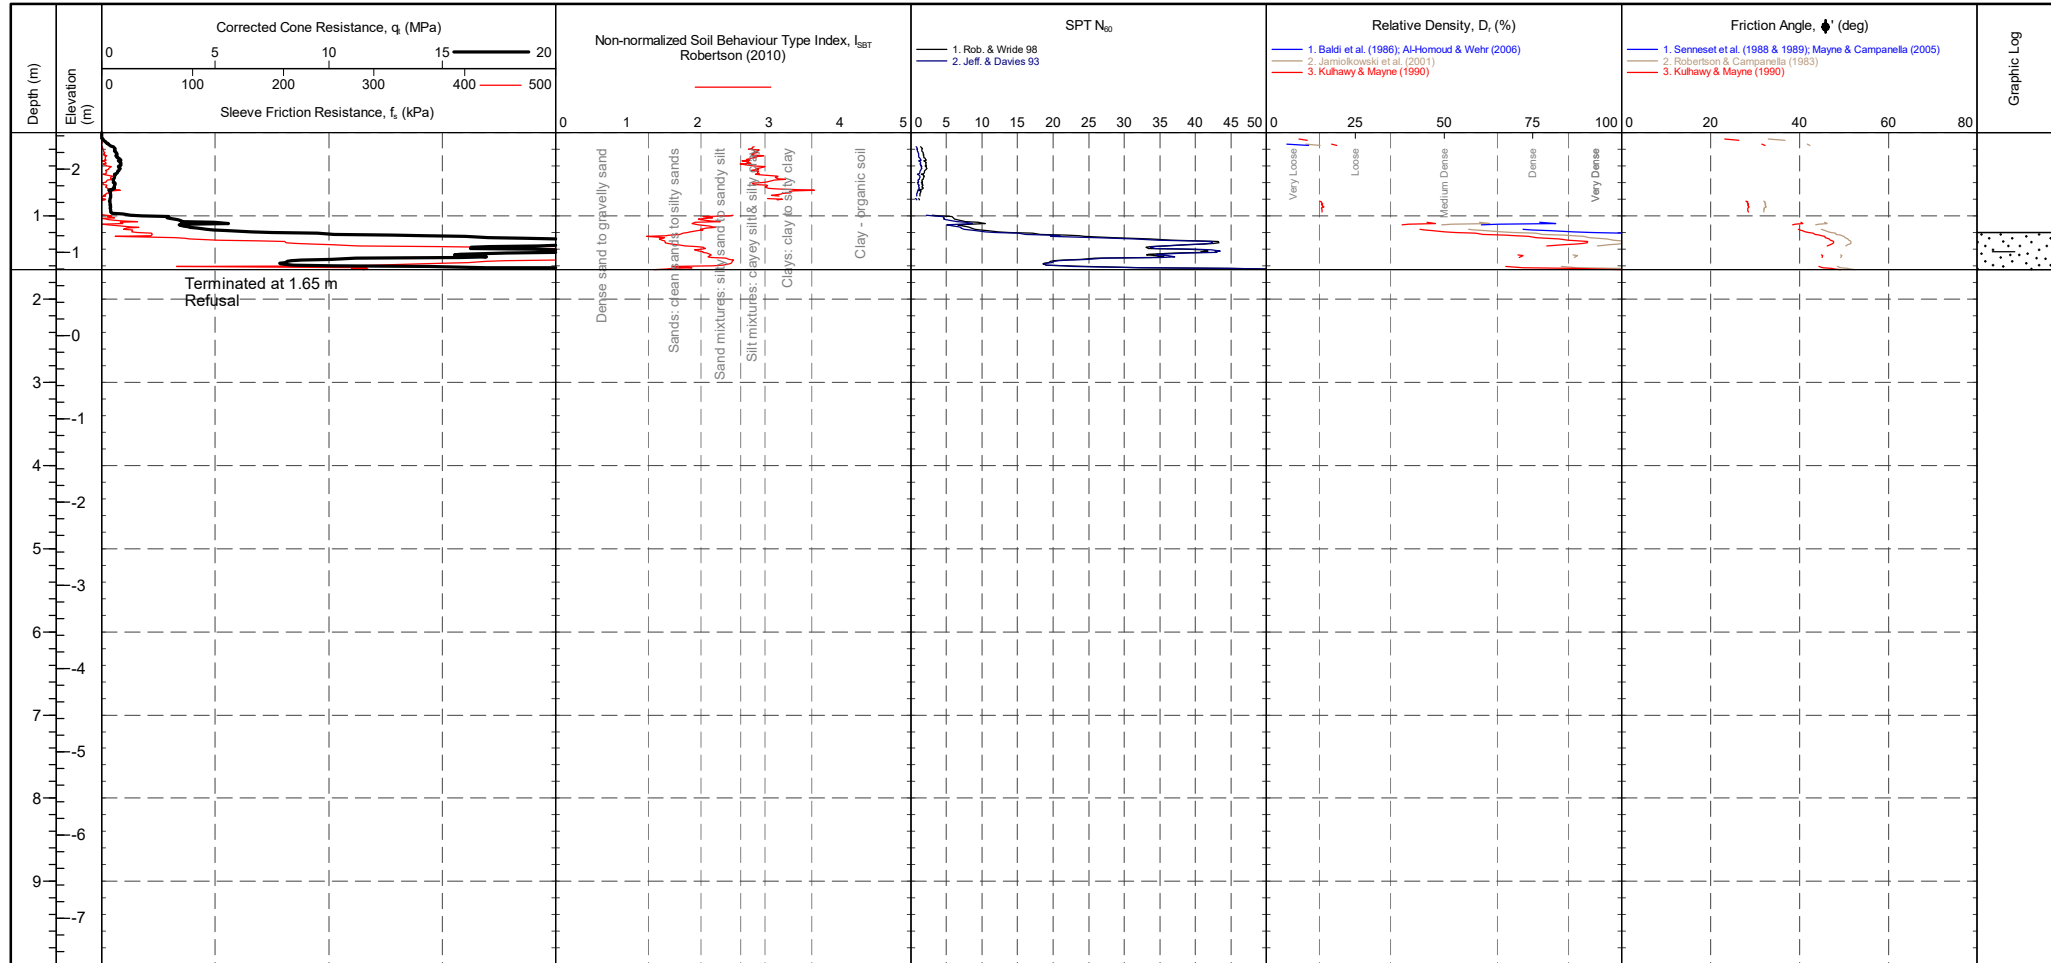 Depth (m)
Elevation (m)
Corrected Cone Resistance, qt (MPa)
0 5 10 15 20
0 100 200 300 400 500
Sleeve Friction Resistance, fs (kPa)
Non-normalized Soil Behaviour Type Index, ISBT
Robertson (2010)
0 1 2 3 4 5
SPT N60
1. Rob. & Wride 98
2. Jeff. & Davies 93
0 5 10 15 20 25 30 35 40 45 50
Relative Density, Dr (%)
1. Baldi et al. (1986); Al-Homoud & Wehr (2006)
2. Jamiolkowski et al. (2001)
3. Kulhawy & Mayne (1990)
0 25 50 75 100
Friction Angle, ϕ' (deg)
1. Senneset et al. (1988 & 1989); Mayne & Campanella (2005)
2. Robertson & Campanella (1983)
3. Kulhawy & Mayne (1990)
0 20 40 60 80
Graphic Log
Dense sand to gravelly sand
Sands: clean sands to silty sands
Sand mixtures: silty sand to sandy silt
Silt mixtures: clayey silt & silty clay
Clays: clay to silty clay
Clay - organic soil
Very Loose
Loose
Medium Dense
Dense
Very Dense
Terminated at 1.65 m
Refusal
1
2
3
4
5
6
7
8
9
2
1
0
-1
-2
-3
-4
-5
-6
-7